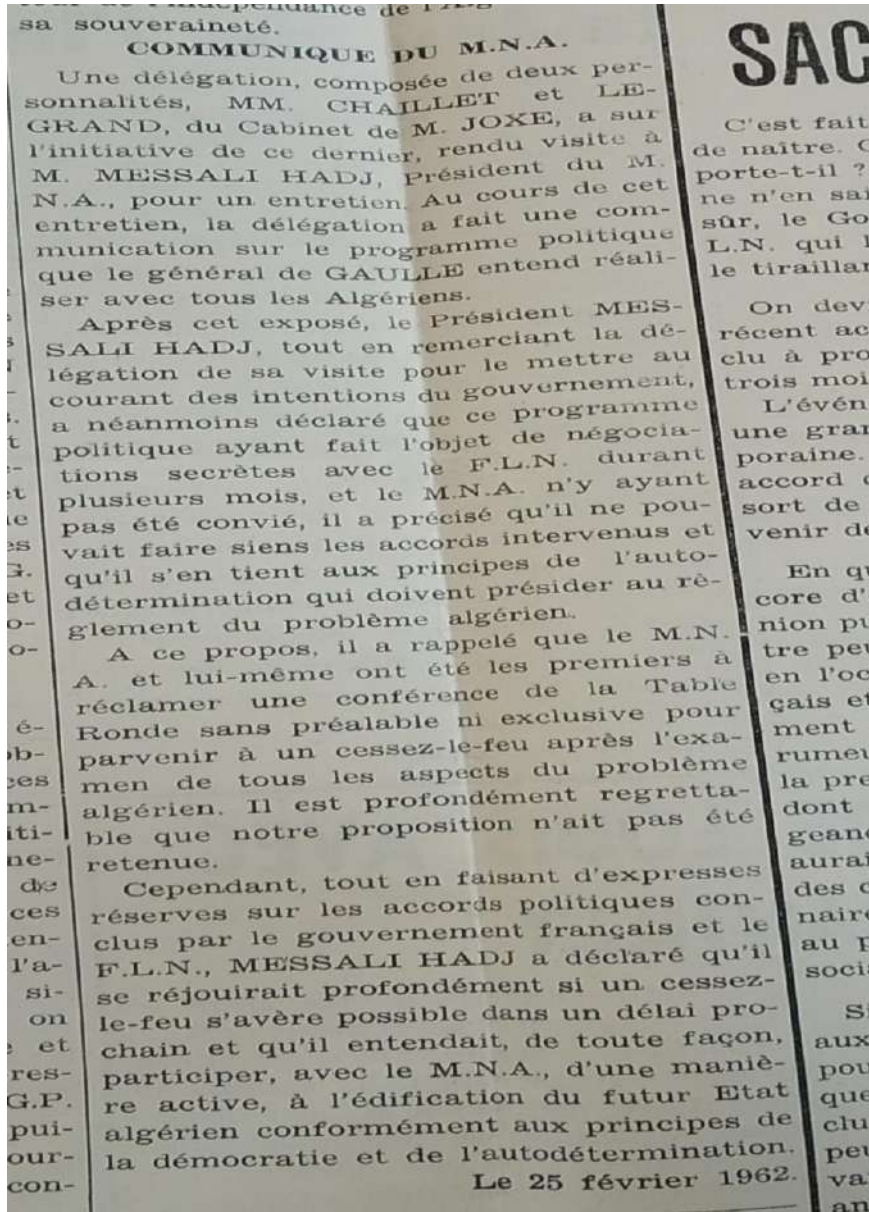 sa souveraineté.
COMMUNIQUE DU M.N.A.
Une délégation, composée de deux per-
sonnalités, MM. CHAILLET et LE-
GRAND, du Cabinet de M. JOXE, a sur
l'initiative de ce dernier, rendu visite à
M. MESSALI HADJ, Président du M.
N.A., pour un entretien. Au cours de cet
entretien, la délégation a fait une com-
munication sur le programme politique
que le général de GAULLE entend réali-
ser avec tous les Algériens.
Après cet exposé, le Président MES-
SALI HADJ, tout en remerciant la dé-
légation de sa visite pour le mettre au
courant des intentions du gouvernement,
a néanmoins déclaré que ce programme
politique ayant fait l'objet de négocia-
tions secrètes avec le F.L.N. durant
plusieurs mois, et le M.N.A. n'y ayant
pas été convié, il a précisé qu'il ne pou-
vait faire siens les accords intervenus et
qu'il s'en tient aux principes de l'auto-
détermination qui doivent présider au rè-
glement du problème algérien.
A ce propos, il a rappelé que le M.N.
A. et lui-même ont été les premiers à
réclamer une conférence de la Table
Ronde sans préalable ni exclusive pour
parvenir à un cessez-le-feu après l'exa-
men de tous les aspects du problème
algérien. Il est profondément regretta-
ble que notre proposition n'ait pas été
retenue.
Cependant, tout en faisant d'expresses
réserves sur les accords politiques con-
clus par le gouvernement français et le
F.L.N., MESSALI HADJ a déclaré qu'il
se réjouirait profondément si un cessez-
le-feu s'avère possible dans un délai pro-
chain et qu'il entendait, de toute façon,
participer, avec le M.N.A., d'une maniè-
re active, à l'édification du futur Etat
algérien conformément aux principes de
la démocratie et de l'autodétermination.
Le 25 février 1962.
SAC
C'est fait
de naître.
porte-t-il ?
ne n'en sai
sûr, le Go
L.N. qui
le tiraillar
On dev
récent ac
clu à pro
trois moi
L'évén
une gran
poraine.
accord
sort de
venir de
En qu
core d'
nion pu
tre peu
en l'oc
çais et
ment
rumeu
la pre
dont
geanc
aurai
des
naire
au p
socia
S
aux
pou
que
clu
peu
va
an